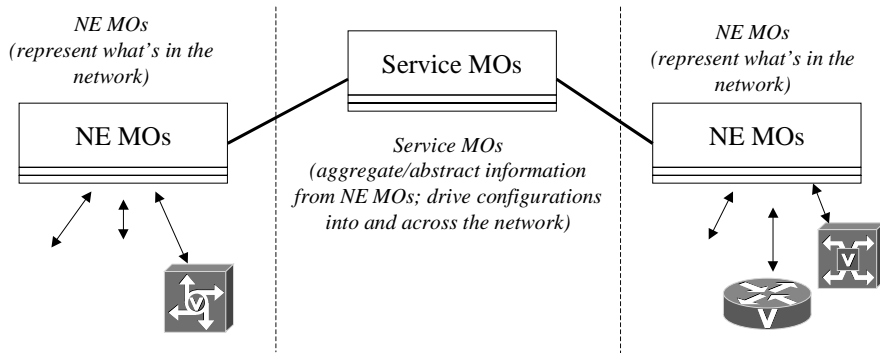 NE MOs
(represent what's in the
network)
NE MOs
Service MOs
Service MOs
(aggregate/abstract information
from NE MOs; drive configurations
into and across the network)
NE MOs
(represent what's in the
network)
NE MOs
V
V
V